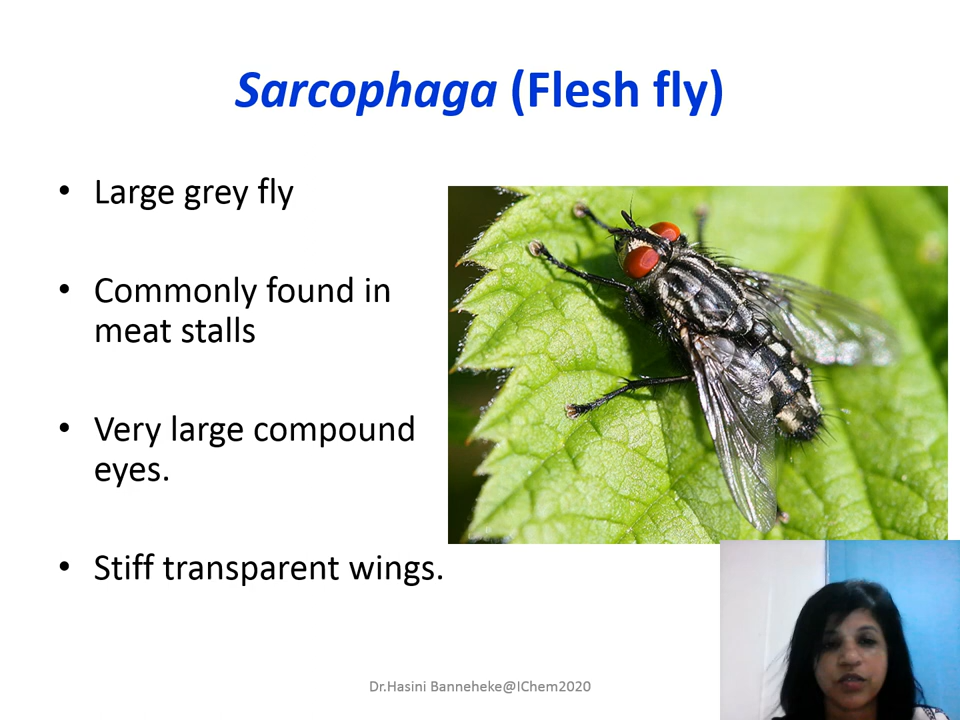 Sarcophaga (Flesh fly)
• Large grey fly
• Commonly found in
meat stalls
• Very large compound
eyes.
• Stiff transparent wings.
Dr.Hasini Banneheke@IChem2020